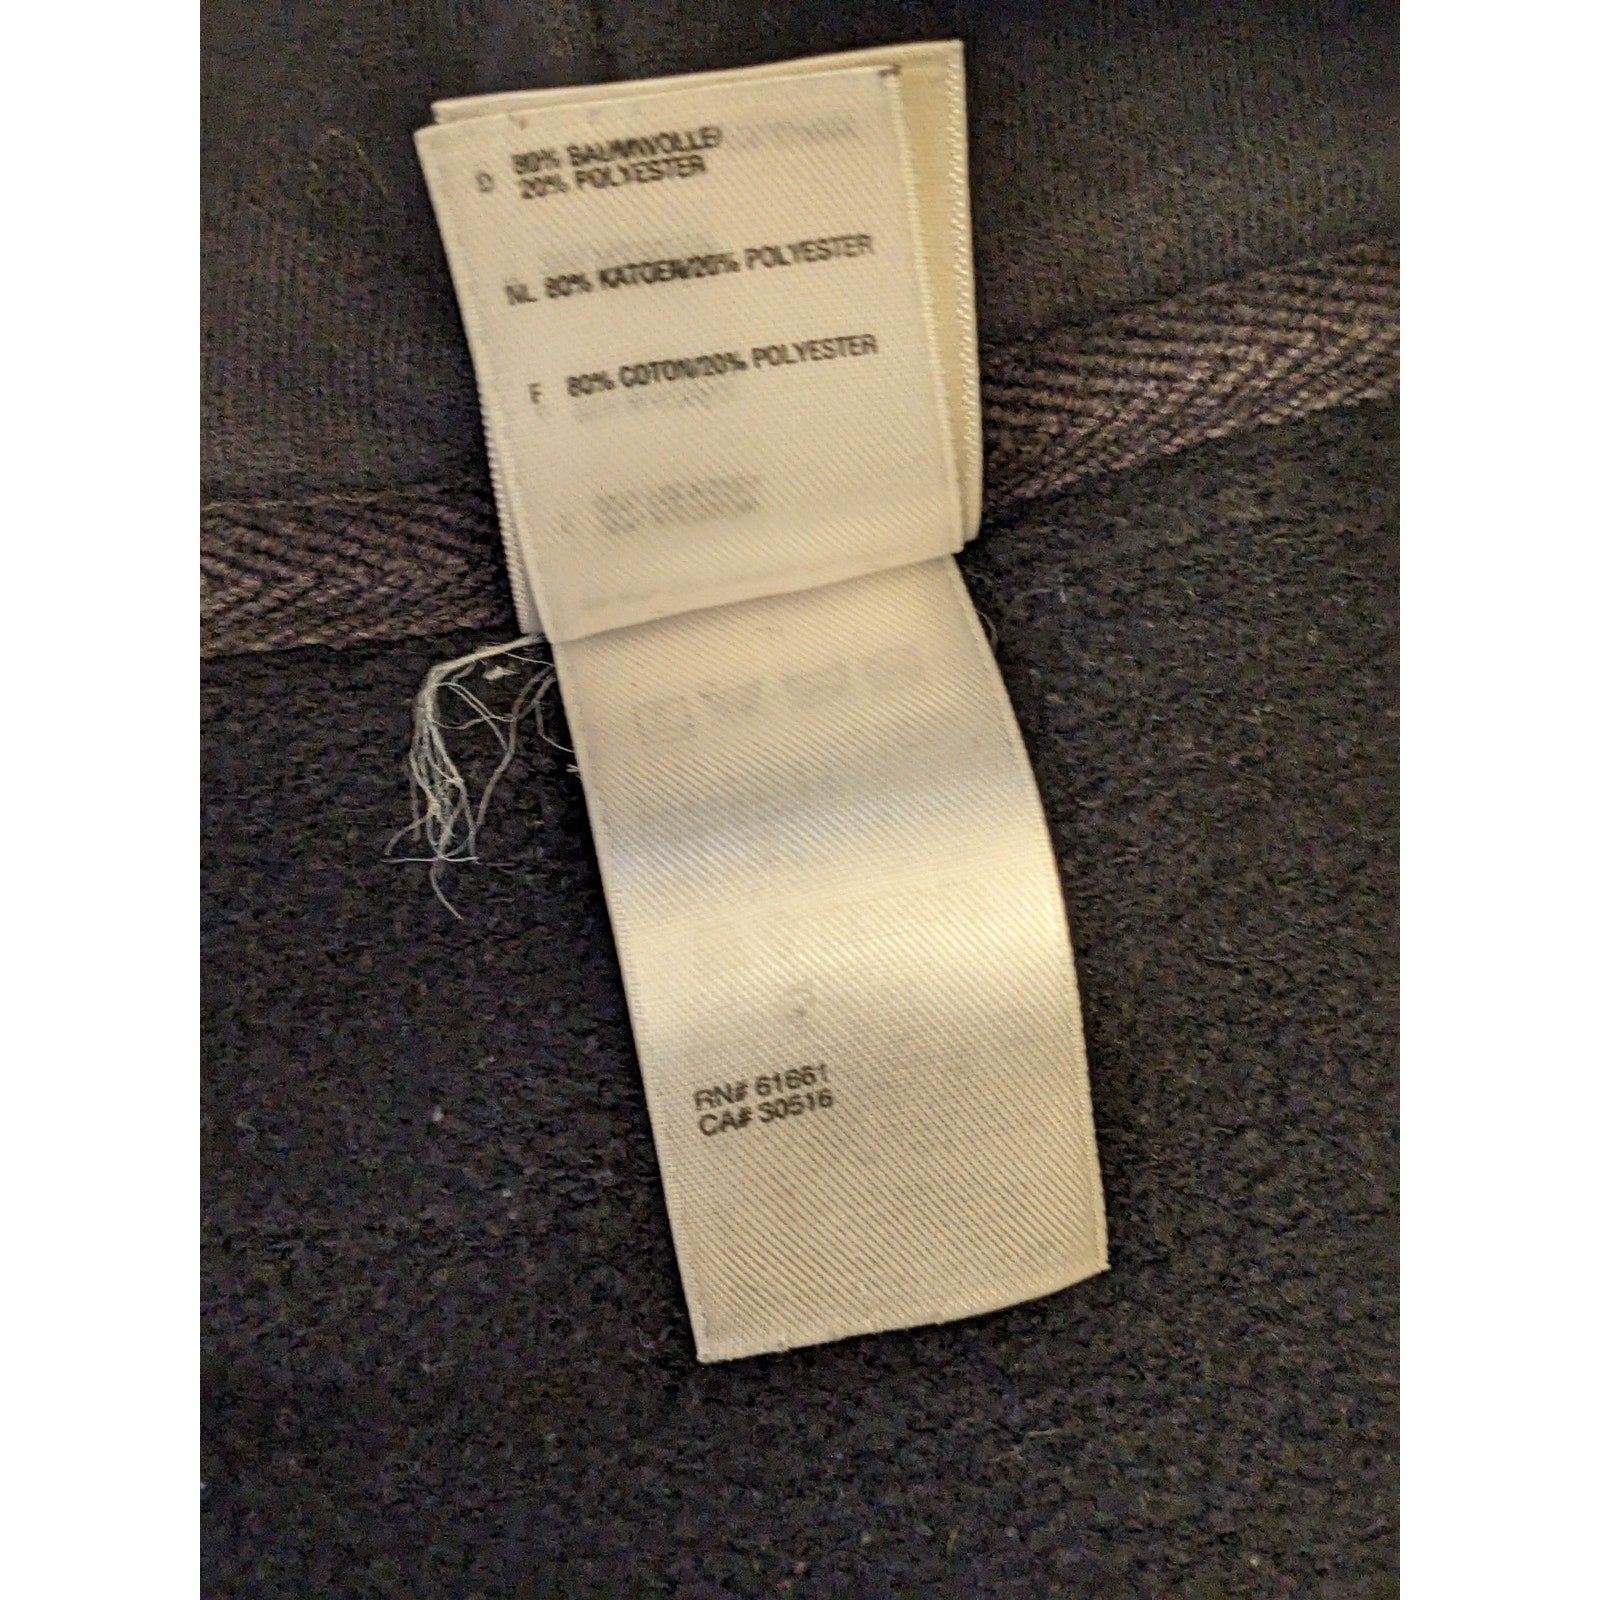 D 80% BAUMWOLLE/
20% POLYESTER
NL 80% KATOEN/20% POLYESTER
F 80% COTON/20% POLYESTER
RN# 61661
CA# 30516